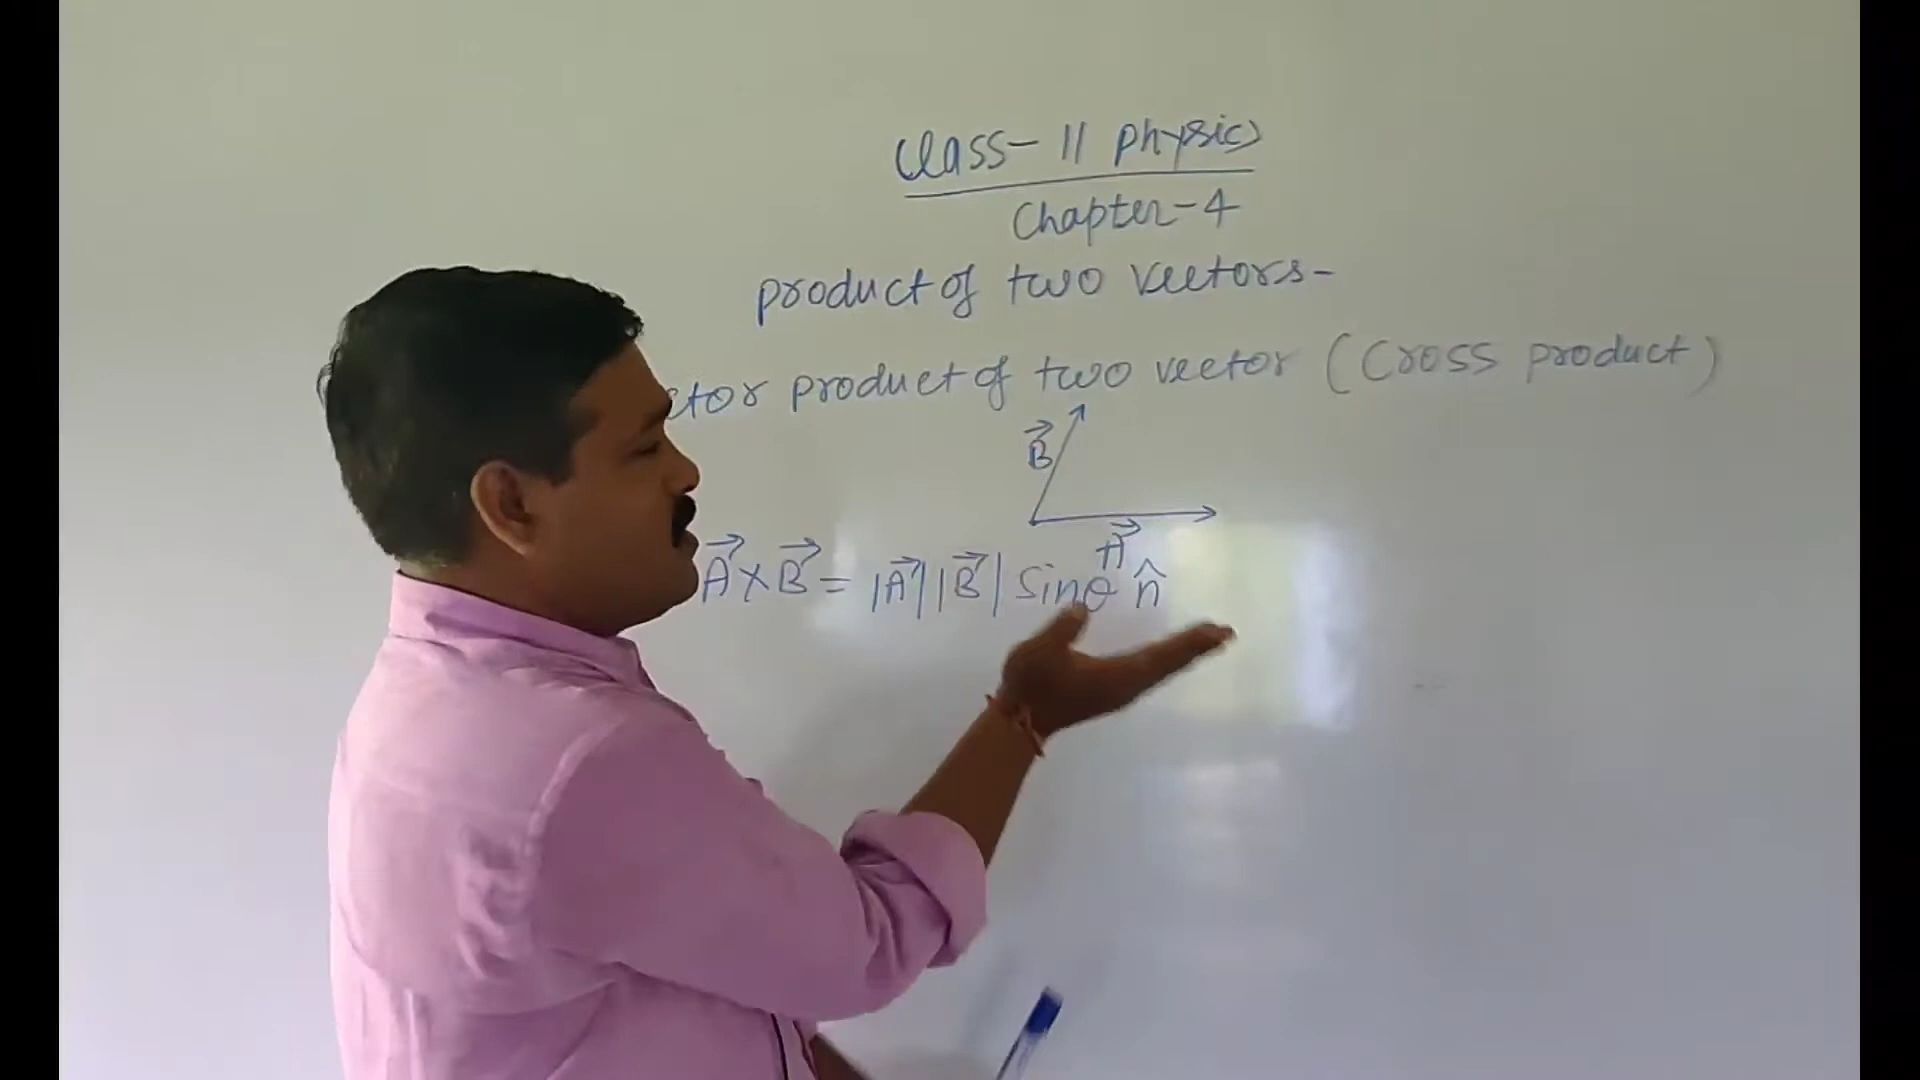 Class-11 Physics
Chapter-4
product of two vectors-
ctor product of two vector (Cross product)
B⃗
A⃗
A⃗×B⃗ = |A⃗||B⃗| Sinθ n̂